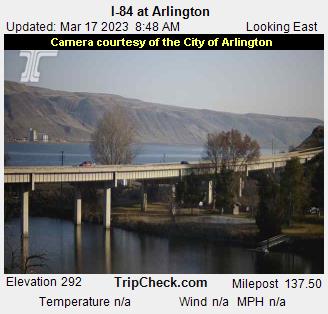 I-84 at Arlington
Updated: Mar 17 2023 8:48 AM Looking East
Camera courtesy of the City of Arlington
Elevation 292 TripCheck.com Milepost 137.50
Temperature n/a Wind n/a MPH n/a